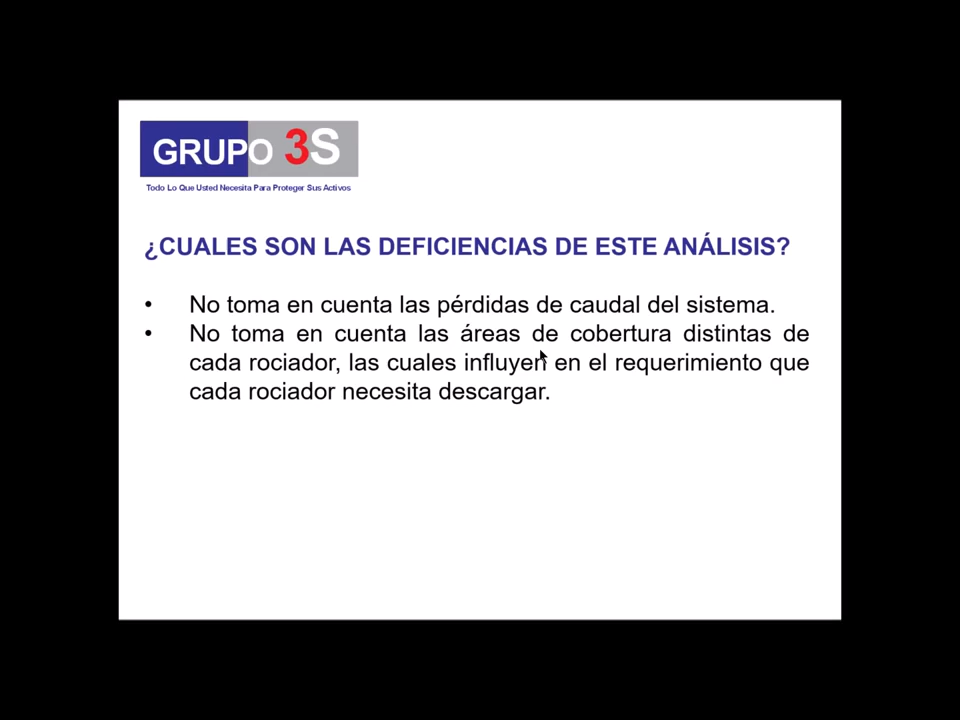 GRUPO 3S
Todo Lo Que Usted Necesita Para Proteger Sus Activos
¿CUALES SON LAS DEFICIENCIAS DE ESTE ANÁLISIS?
• No toma en cuenta las pérdidas de caudal del sistema.
• No toma en cuenta las áreas de cobertura distintas de
cada rociador, las cuales influyen en el requerimiento que
cada rociador necesita descargar.